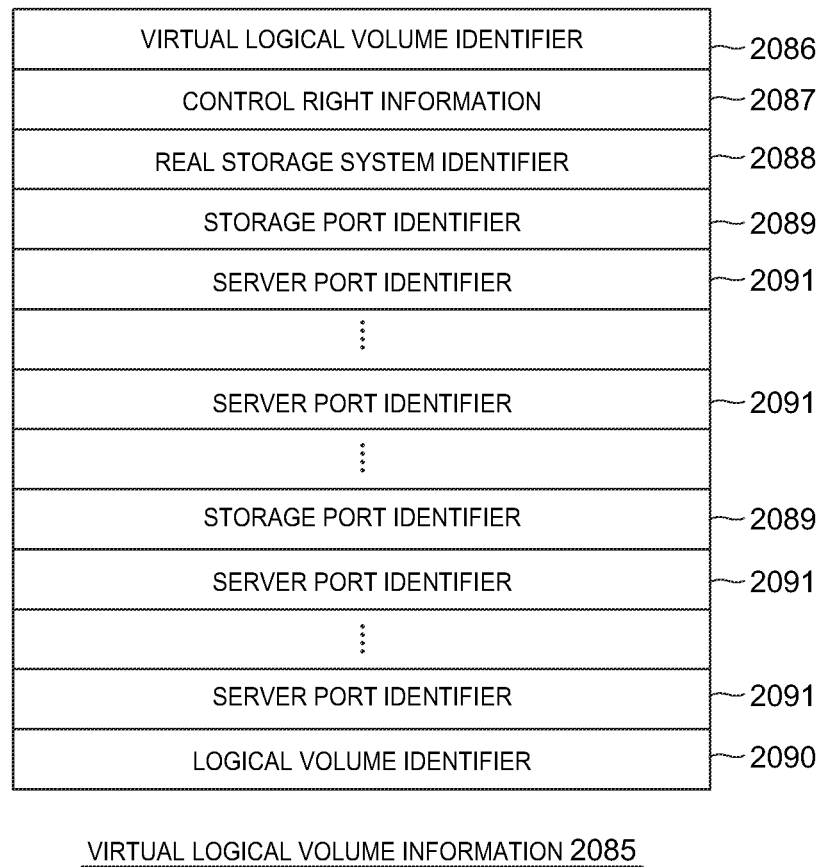 VIRTUAL LOGICAL VOLUME IDENTIFIER 2086
CONTROL RIGHT INFORMATION 2087
REAL STORAGE SYSTEM IDENTIFIER 2088
STORAGE PORT IDENTIFIER 2089
SERVER PORT IDENTIFIER 2091
SERVER PORT IDENTIFIER 2091
STORAGE PORT IDENTIFIER 2089
SERVER PORT IDENTIFIER 2091
SERVER PORT IDENTIFIER 2091
LOGICAL VOLUME IDENTIFIER 2090
VIRTUAL LOGICAL VOLUME INFORMATION 2085